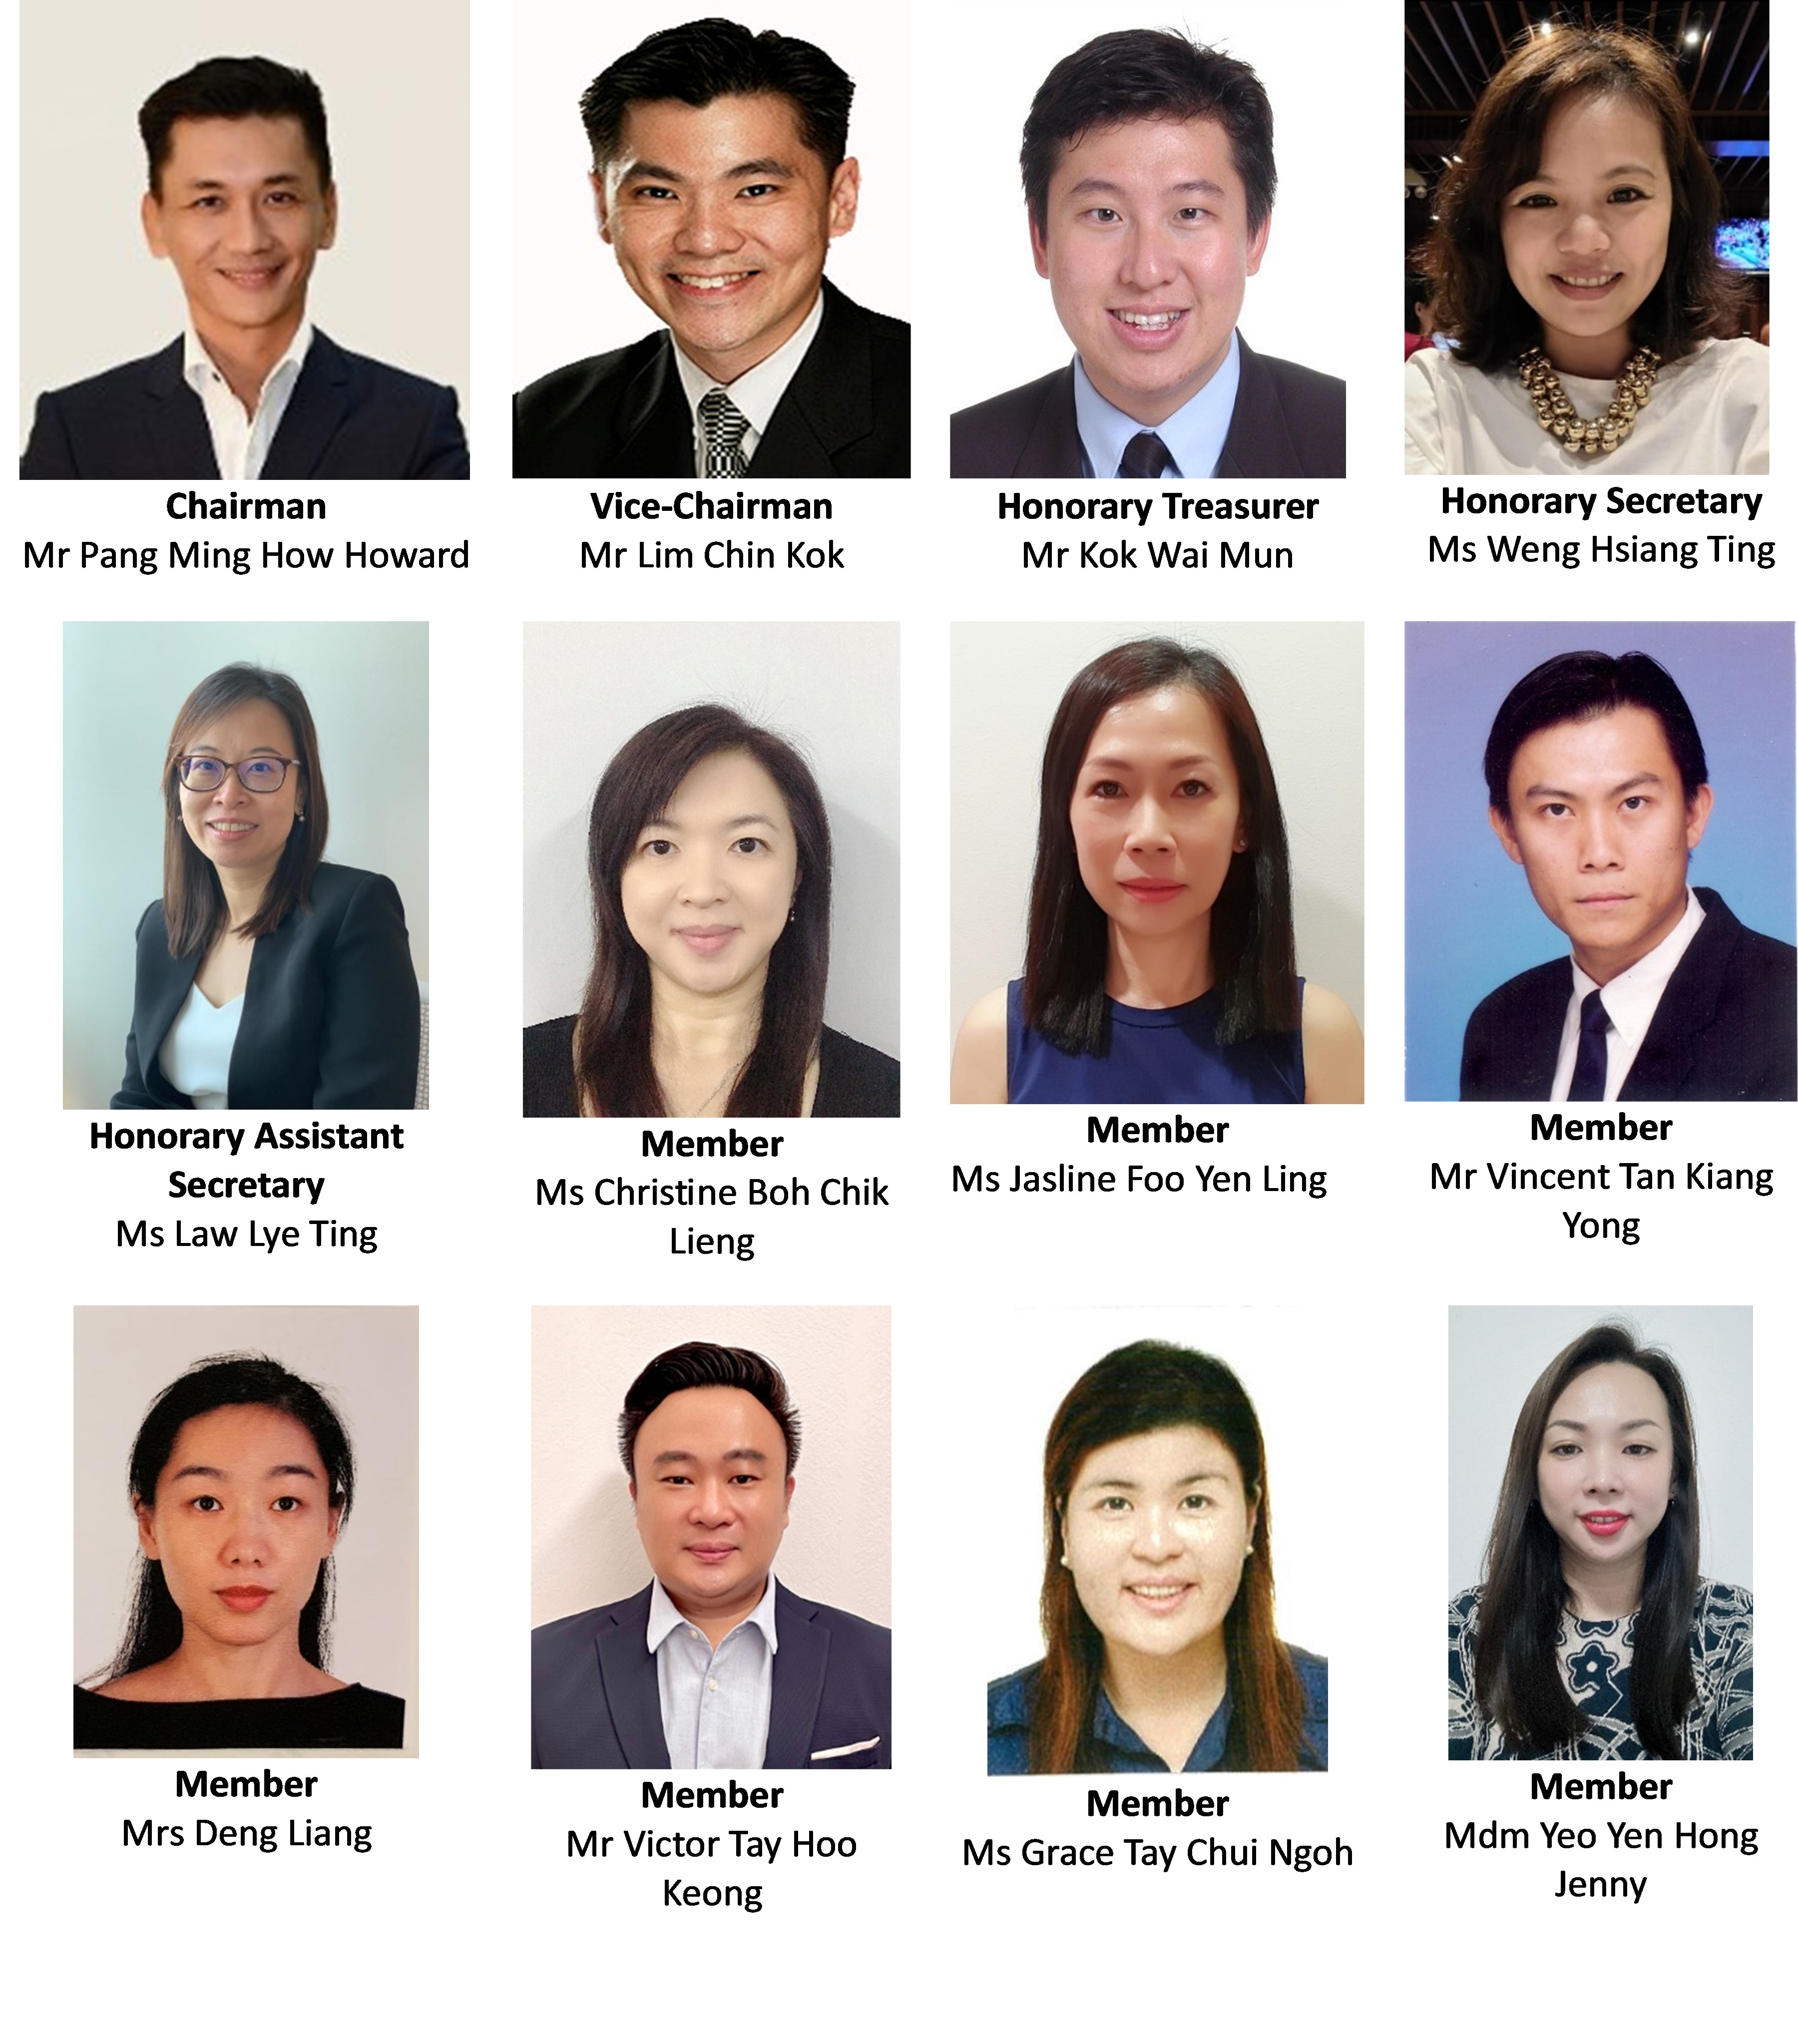 Chairman
Mr Pang Ming How Howard
Vice-Chairman
Mr Lim Chin Kok
Honorary Treasurer
Mr Kok Wai Mun
Honorary Secretary
Ms Weng Hsiang Ting
Honorary Assistant
Secretary
Ms Law Lye Ting
Member
Ms Christine Boh Chik
Lieng
Member
Ms Jasline Foo Yen Ling
Member
Mr Vincent Tan Kiang
Yong
Member
Mrs Deng Liang
Member
Mr Victor Tay Hoo
Keong
Member
Ms Grace Tay Chui Ngoh
Member
Mdm Yeo Yen Hong
Jenny